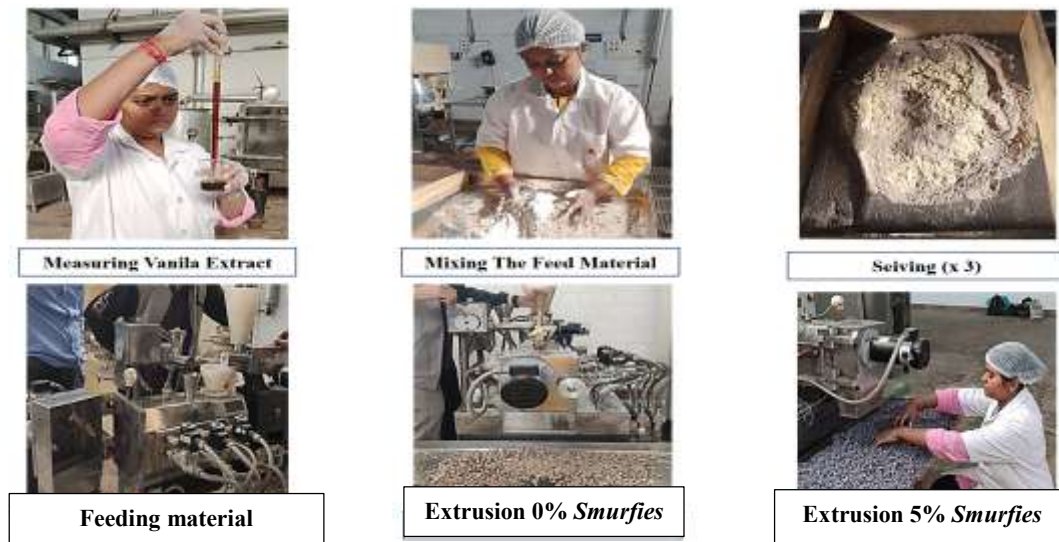 Measuring Vanila Extract
Mixing The Feed Material
Seiving (x 3)
Feeding material
Extrusion 0% Smurfies
Extrusion 5% Smurfies